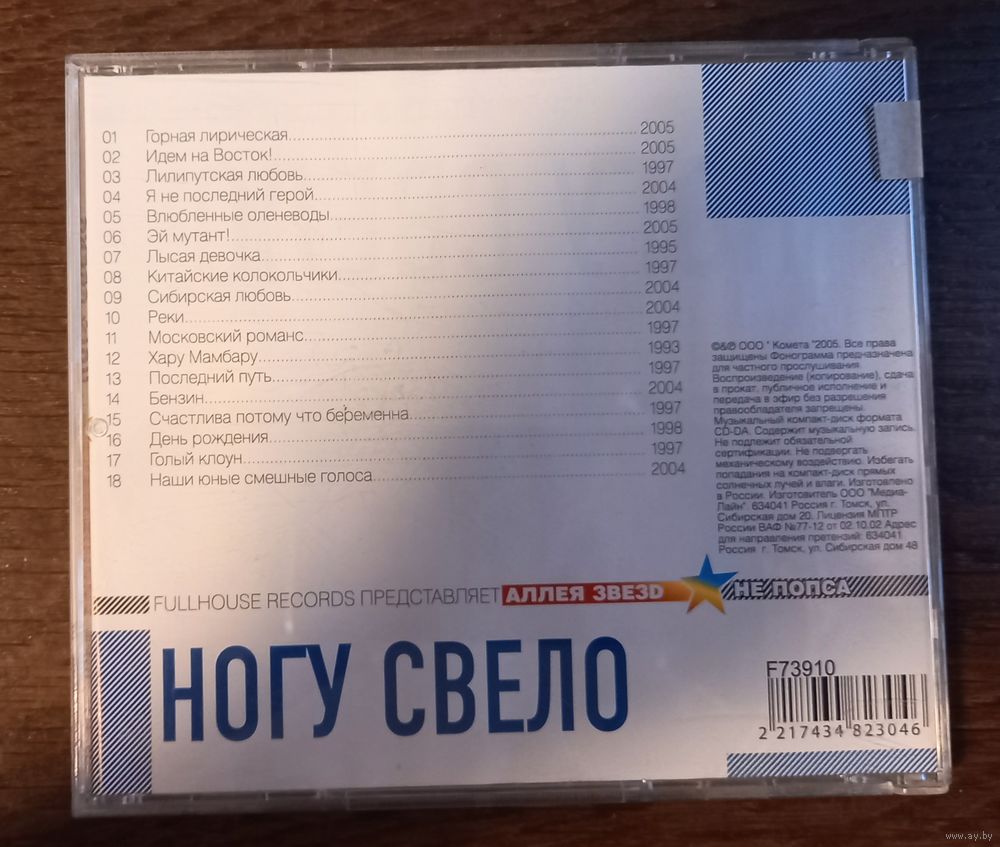 01 Горная лирическая 2005
02 Идем на Восток! 2005
03 Лилипутская любовь 1997
04 Я не последний герой 2004
05 Влюбленные оленеводы 1998
06 Эй мутант! 2005
07 Лысая девочка 1995
08 Китайские колокольчики 1997
09 Сибирская любовь 2004
10 Реки 2004
11 Московский романс 1997
12 Хару Мамбару 1993
13 Последний путь 1997
14 Бензин 2004
15 Счастлива потому что беременна 1997
16 День рождения 1998
17 Голый клоун 1997
18 Наши юные смешные голоса 2004
©&℗ ООО " Комета "2005. Все права
защищены Фонограмма предназначена
для частного прослушивания
Воспроизведение (копирование), сдача
в прокат, публичное исполнение и
передача в эфир без разрешения
правообладателя запрещены.
Музыкальный компакт-диск формата
CD-DA. Содержит музыкальную запись.
Не подлежит обязательной
сертификации. Не подвергать
механическому воздействию. Избегать
попадания на компакт-диск прямых
солнечных лучей и влаги. Изготовлено
в России. Изготовитель ООО "Медиа-
Лайн". 634041 Россия г. Томск, ул.
Сибирская дом 20. Лицензия МПТР
России ВАФ №77-12 от 02.10.02 Адрес
для направления претензий: 634041
Россия г. Томск, ул. Сибирская дом 48
FULLHOUSE RECORDS ПРЕДСТАВЛЯЕТ АЛЛЕЯ ЗВЕЗD НЕ ПОПСА
НОГУ СВЕЛО
F73910
2 217434 823046
www.ay.by